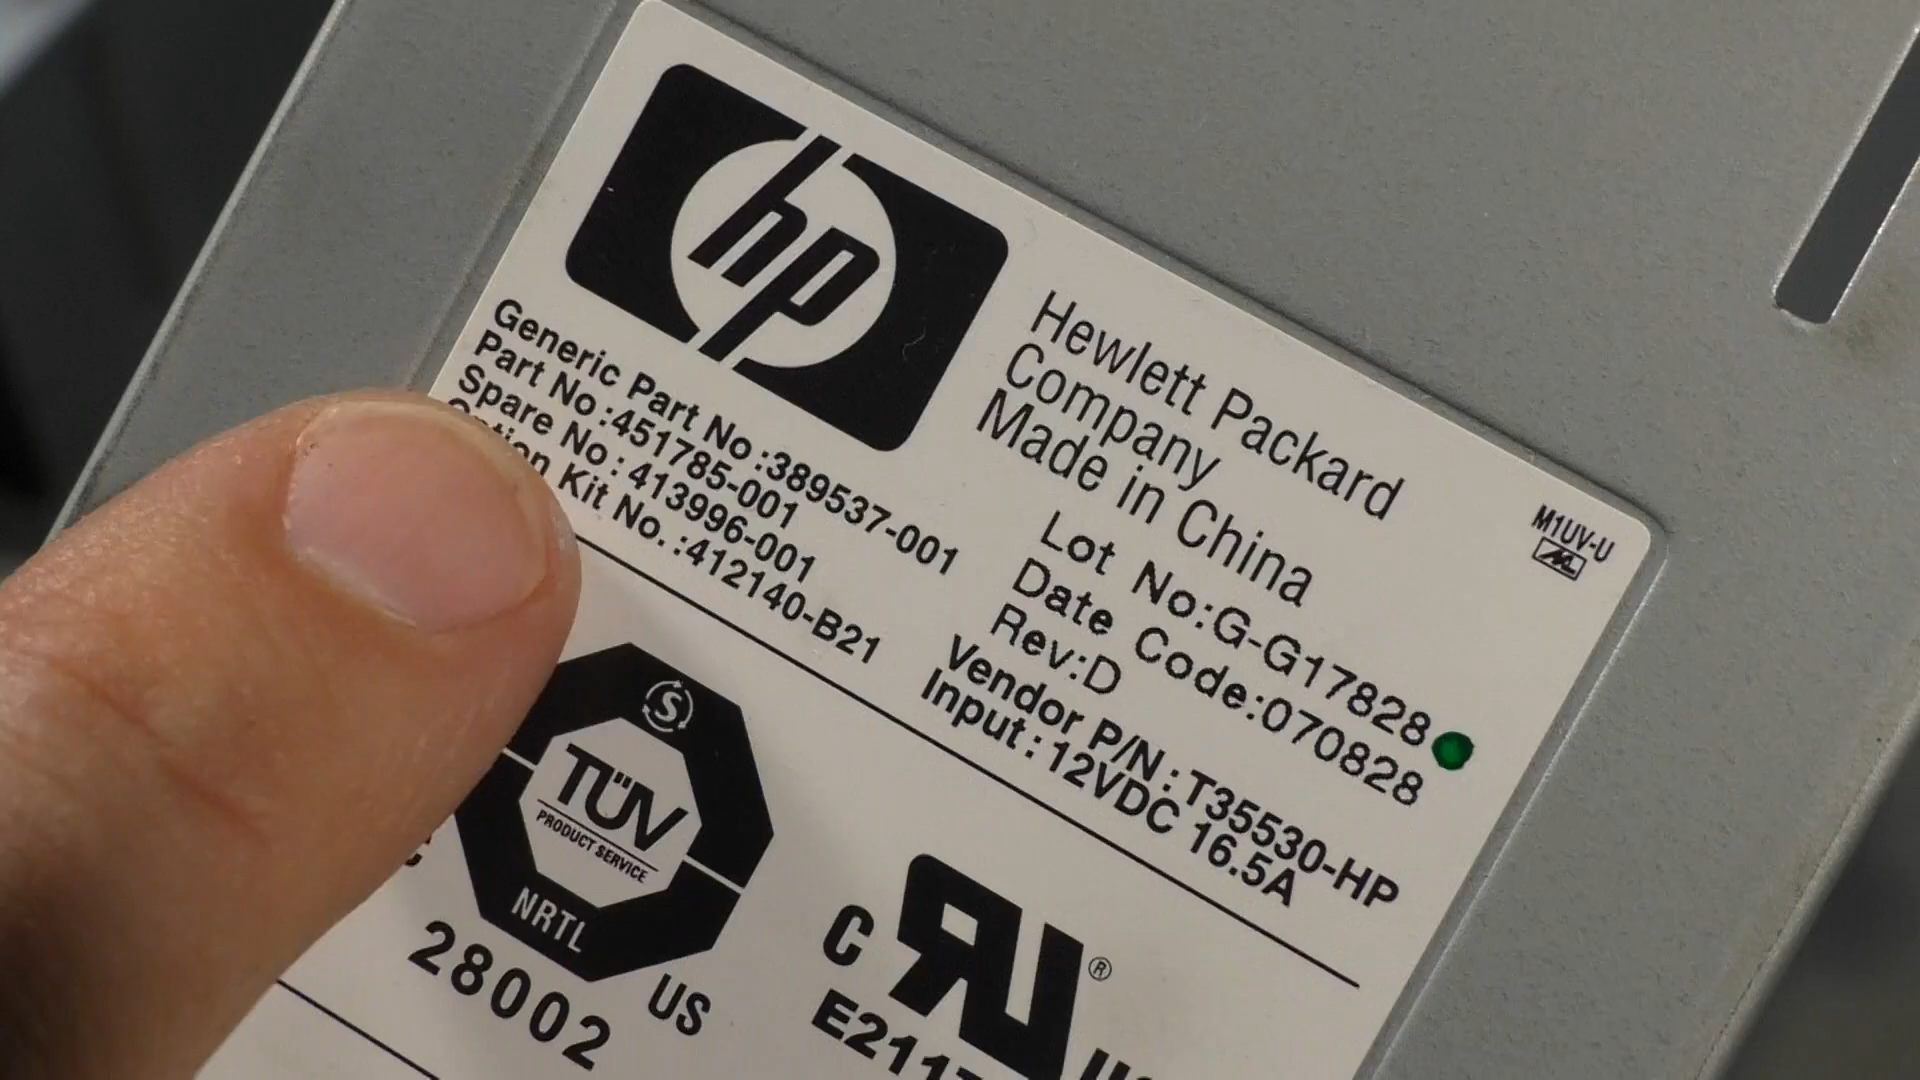 hp
Hewlett Packard
Company
Made in China
Generic Part No:389537-001
Part No:451785-001
Spare No: 413996-001
Kit No.:412140-B21
Lot No:G-G17828
Date Code:070828
Rev:D
Vendor P/N:T35530-HP
Input:12VDC 16.5A
M1UV-U
S
TÜV
PRODUCT SERVICE
NRTL
US
28002
C
RU
®